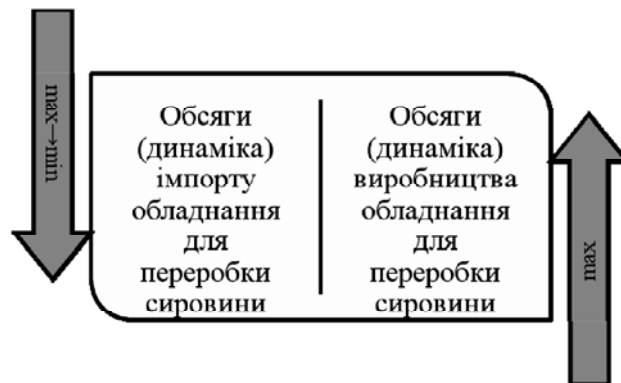 max→min
Обсяги
(динаміка)
імпорту
обладнання
для
переробки
сировини
Обсяги
(динаміка)
виробництва
обладнання
для
переробки
сировини
max